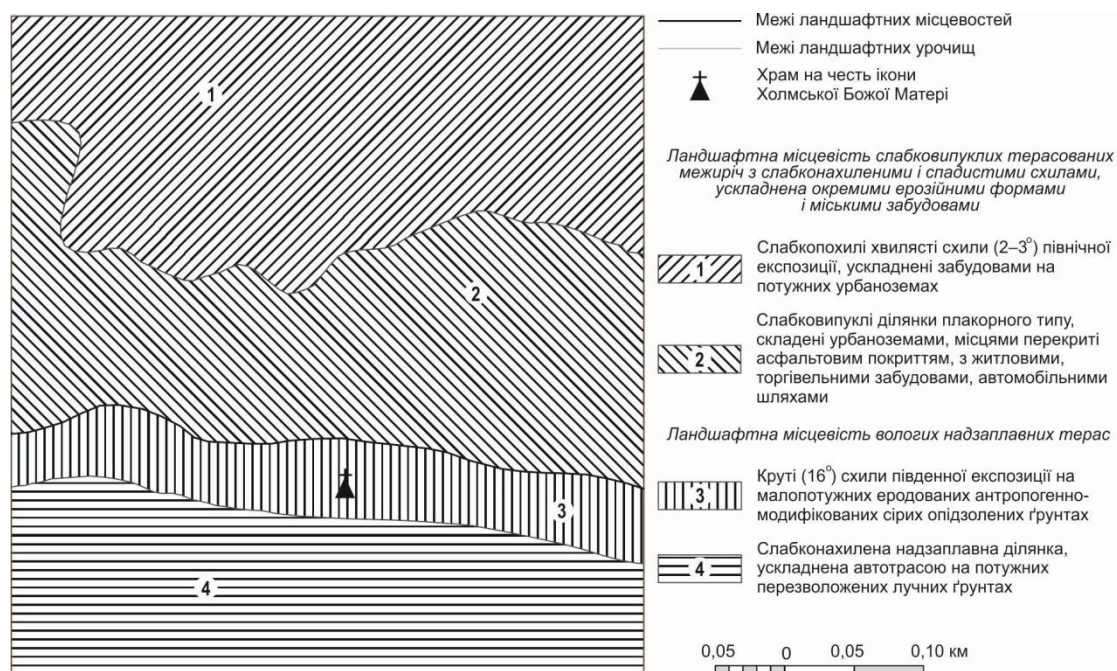 Межі ландшафтних місцевостей
Межі ландшафтних урочищ
Храм на честь ікони
Холмської Божої Матері
Ландшафтна місцевість слабковипуклих терасованих
межиріч з слабконахиленими і спадистими схилами,
ускладнена окремими ерозійними формами
і міськими забудовами
1
Слабкопохилі хвилясті схили (2–3°) північної
експозиції, ускладнені забудовами на
потужних урбаноземах
2
Слабковипуклі ділянки плакорного типу,
складені урбаноземами, місцями перекриті
асфальтовим покриттям, з житловими,
торгівельними забудовами, автомобільними
шляхами
Ландшафтна місцевість вологих надзаплавних терас
3
Круті (16°) схили південної експозиції на
малопотужних еродованих антропогенно-
модифікованих сірих опідзолених ґрунтах
4
Слабконахилена надзаплавна ділянка,
ускладнена автотрасою на потужних
перезволожених лучних ґрунтах
0,05 0 0,05 0,10 км
1
2
3
4